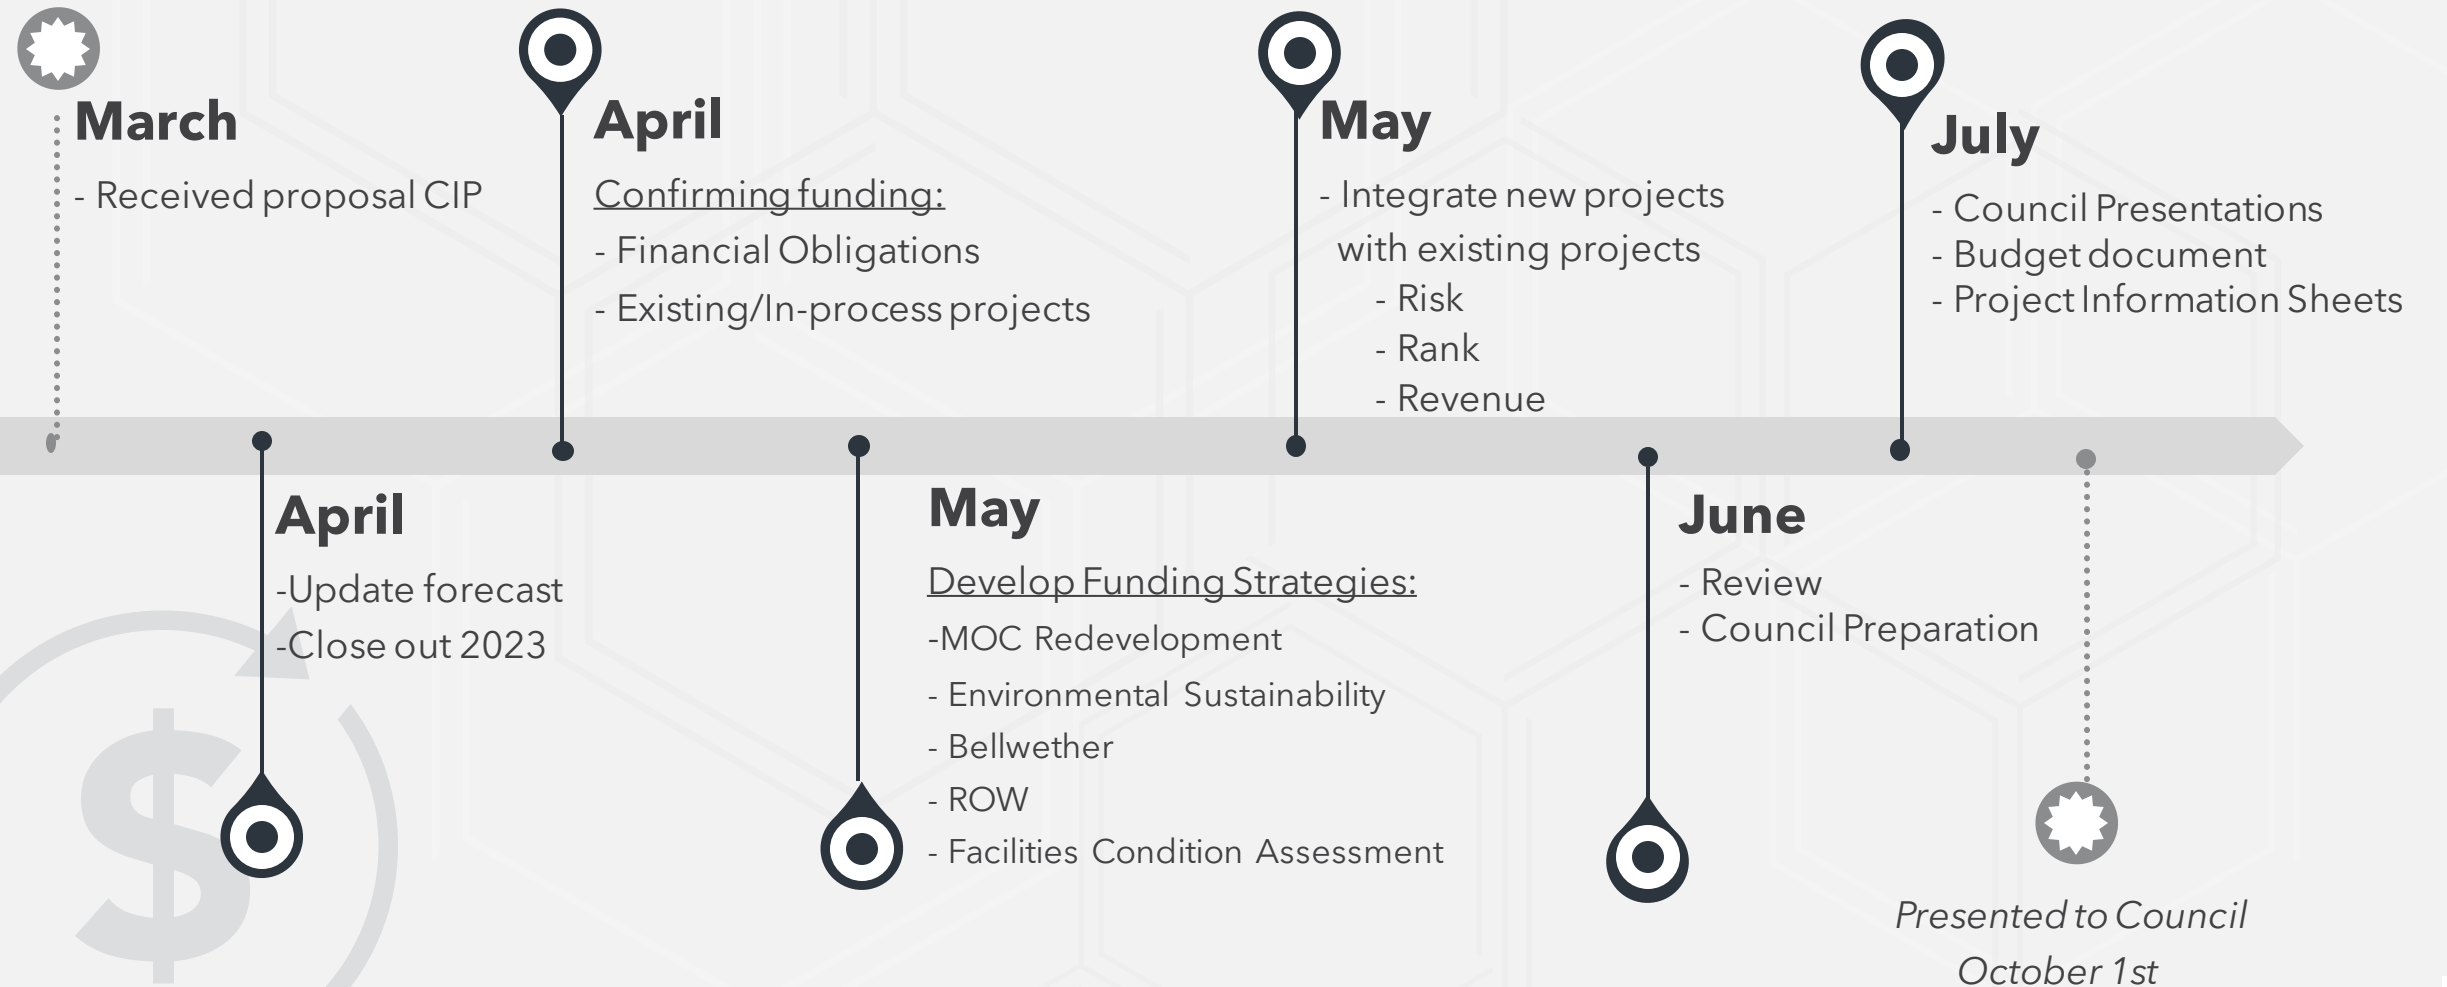 March
- Received proposal CIP
April
Confirming funding:
- Financial Obligations
- Existing/In-process projects
May
- Integrate new projects
with existing projects
- Risk
- Rank
- Revenue
July
- Council Presentations
- Budget document
- Project Information Sheets
April
-Update forecast
-Close out 2023
$
May
Develop Funding Strategies:
-MOC Redevelopment
- Environmental Sustainability
- Bellwether
- ROW
- Facilities Condition Assessment
June
- Review
- Council Preparation
Presented to Council
October 1st